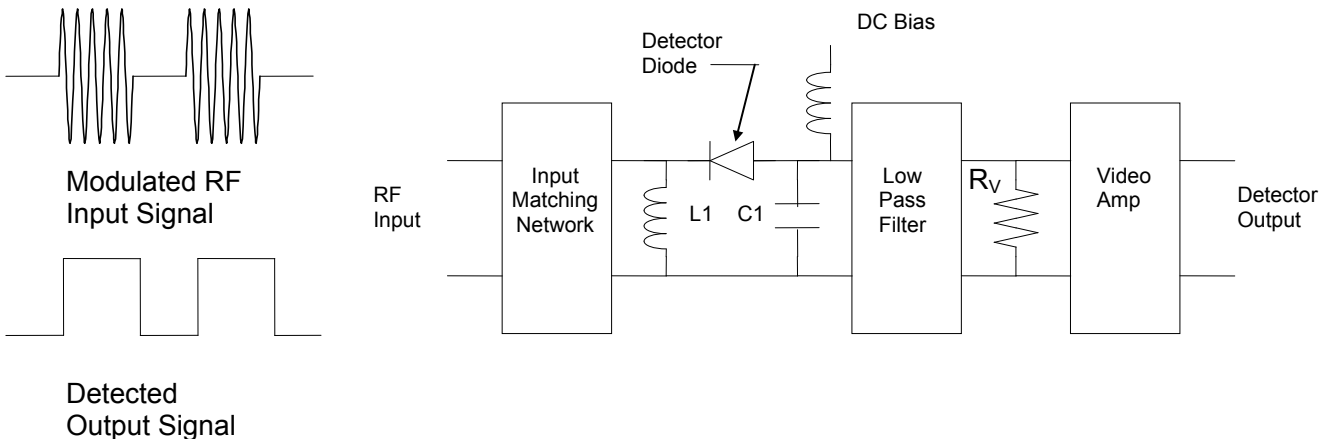 Modulated RF
Input Signal
Detected
Output Signal
RF
Input
Input
Matching
Network
Detector
Diode
L1
C1
DC Bias
Low
Pass
Filter
RV
Video
Amp
Detector
Output